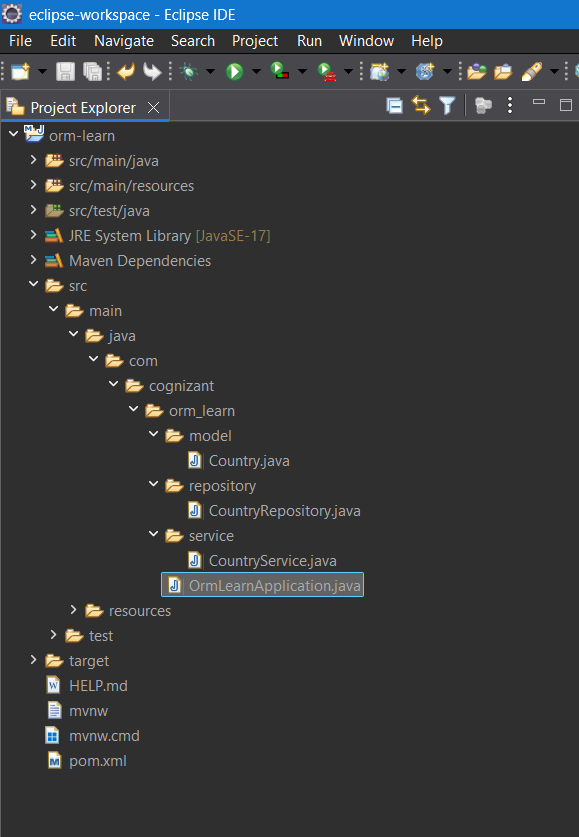 eclipse-workspace - Eclipse IDE
File Edit Navigate Search Project Run Window Help
Project Explorer
orm-learn
src/main/java
src/main/resources
src/test/java
JRE System Library [JavaSE-17]
Maven Dependencies
src
main
java
com
cognizant
orm_learn
model
Country.java
repository
CountryRepository.java
service
CountryService.java
OrmLearnApplication.java
resources
test
target
HELP.md
mvnw
mvnw.cmd
pom.xml